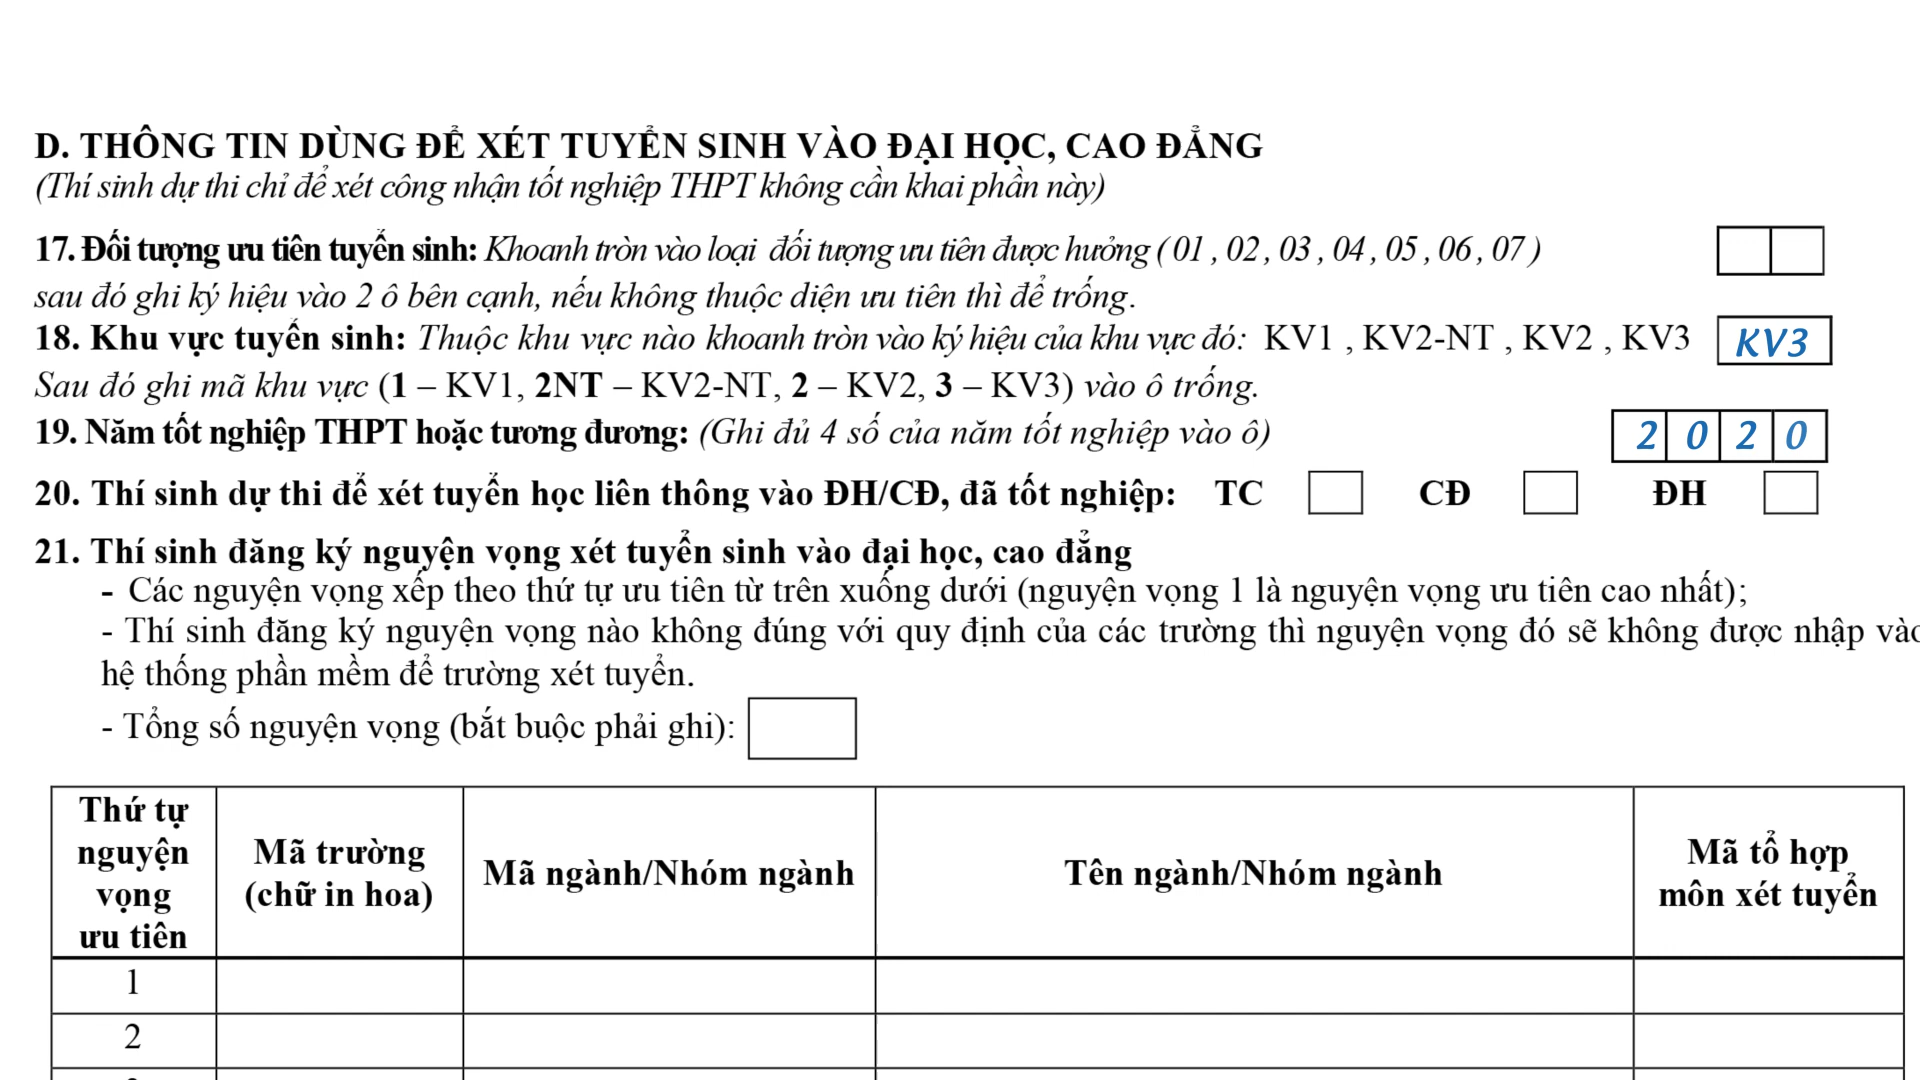 D. THÔNG TIN DÙNG ĐỂ XÉT TUYỂN SINH VÀO ĐẠI HỌC, CAO ĐẲNG
(Thí sinh dự thi chỉ để xét công nhận tốt nghiệp THPT không cần khai phần này)
17. Đối tượng ưu tiên tuyển sinh: Khoanh tròn vào loại đối tượng ưu tiên được hưởng ( 01 , 02 , 03 , 04 , 05 , 06 , 07 )
sau đó ghi ký hiệu vào 2 ô bên cạnh, nếu không thuộc diện ưu tiên thì để trống.
18. Khu vực tuyển sinh: Thuộc khu vực nào khoanh tròn vào ký hiệu của khu vực đó: KV1 , KV2-NT , KV2 , KV3 KV3
Sau đó ghi mã khu vực (1 – KV1, 2NT – KV2-NT, 2 – KV2, 3 – KV3) vào ô trống.
19. Năm tốt nghiệp THPT hoặc tương đương: (Ghi đủ 4 số của năm tốt nghiệp vào ô) 2 0 2 0
20. Thí sinh dự thi để xét tuyển học liên thông vào ĐH/CĐ, đã tốt nghiệp: TC CĐ ĐH
21. Thí sinh đăng ký nguyện vọng xét tuyển sinh vào đại học, cao đẳng
- Các nguyện vọng xếp theo thứ tự ưu tiên từ trên xuống dưới (nguyện vọng 1 là nguyện vọng ưu tiên cao nhất);
- Thí sinh đăng ký nguyện vọng nào không đúng với quy định của các trường thì nguyện vọng đó sẽ không được nhập vào
hệ thống phần mềm để trường xét tuyển.
- Tổng số nguyện vọng (bắt buộc phải ghi):
Thứ tự
nguyện
vọng
ưu tiên
Mã trường
(chữ in hoa)
Mã ngành/Nhóm ngành
Tên ngành/Nhóm ngành
Mã tổ hợp
môn xét tuyển
1
2